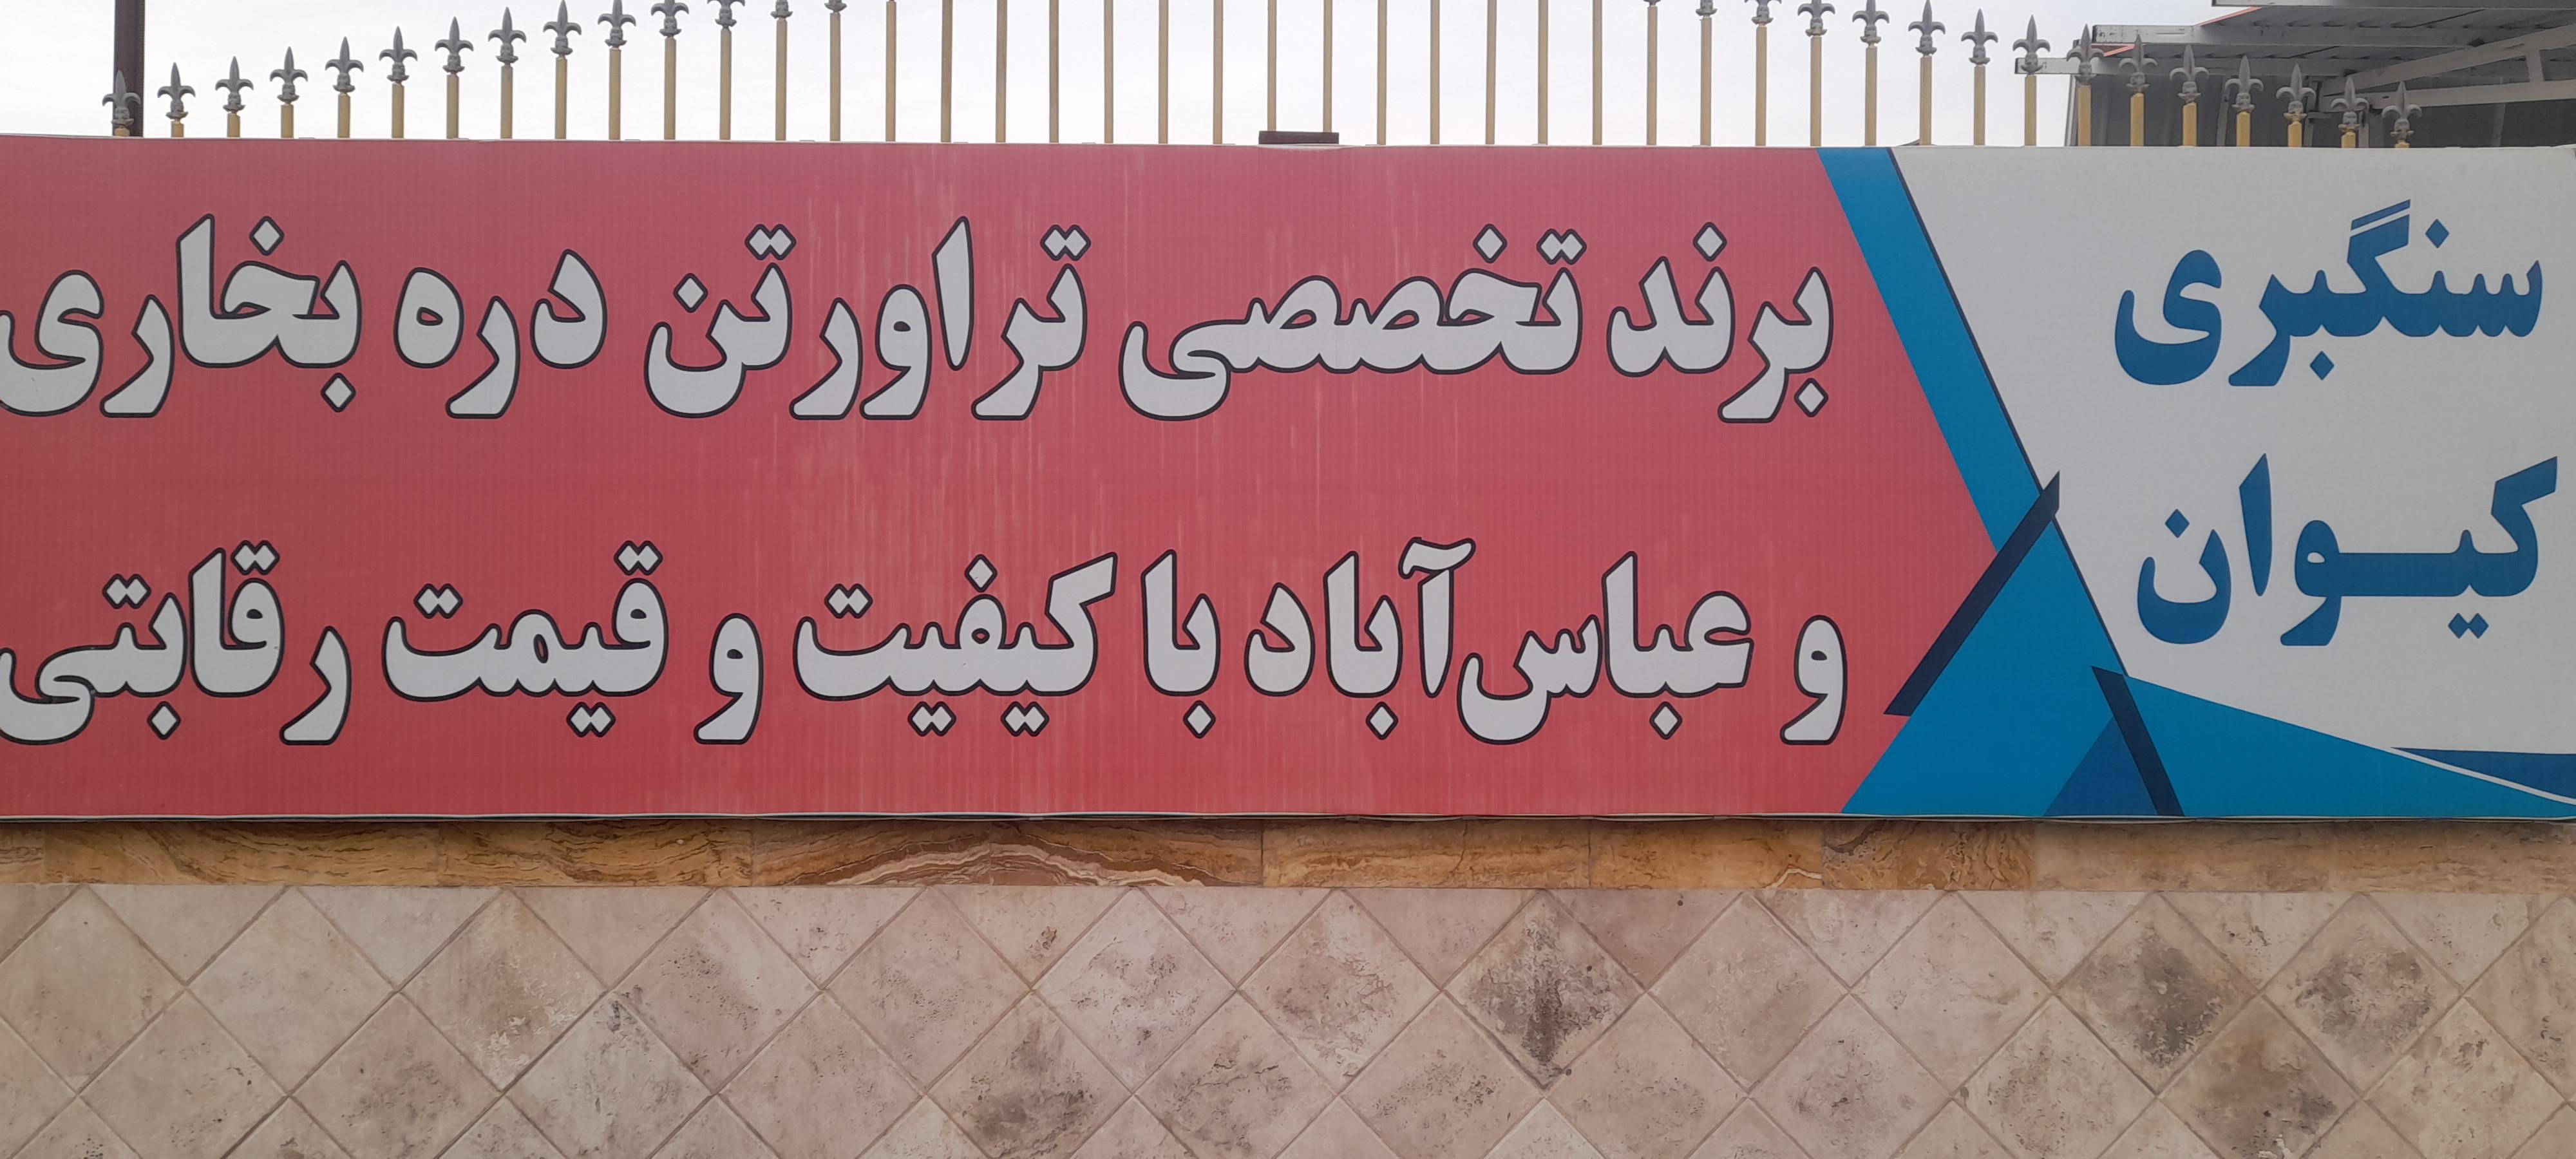 سنگبری
کیوان
برند تخصصی تراورتن دره بخاری
و عباس‌آباد با کیفیت و قیمت رقابتی